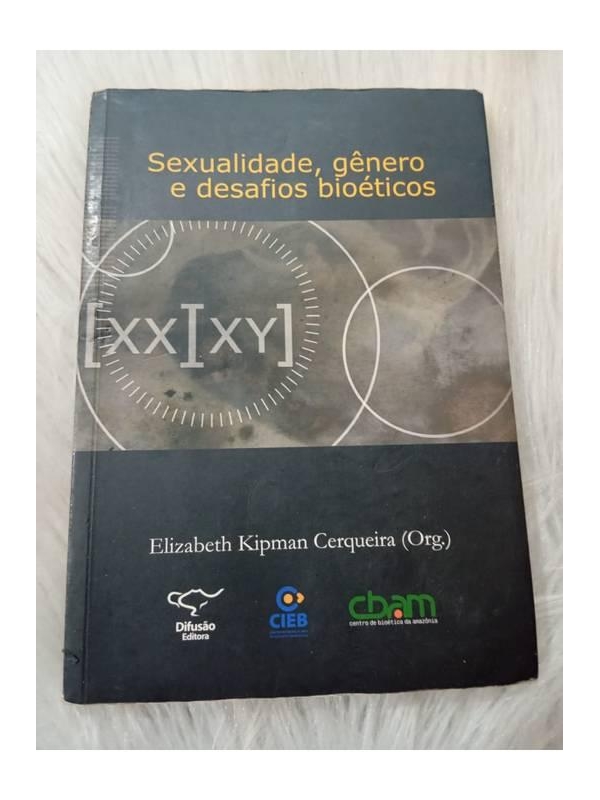 Sexualidade, gênero
e desafios bioéticos
[XX][XY]
Elizabeth Kipman Cerqueira (Org.)
Difusão
Editora
CIEB
cbam
centro de bioética da amazônia